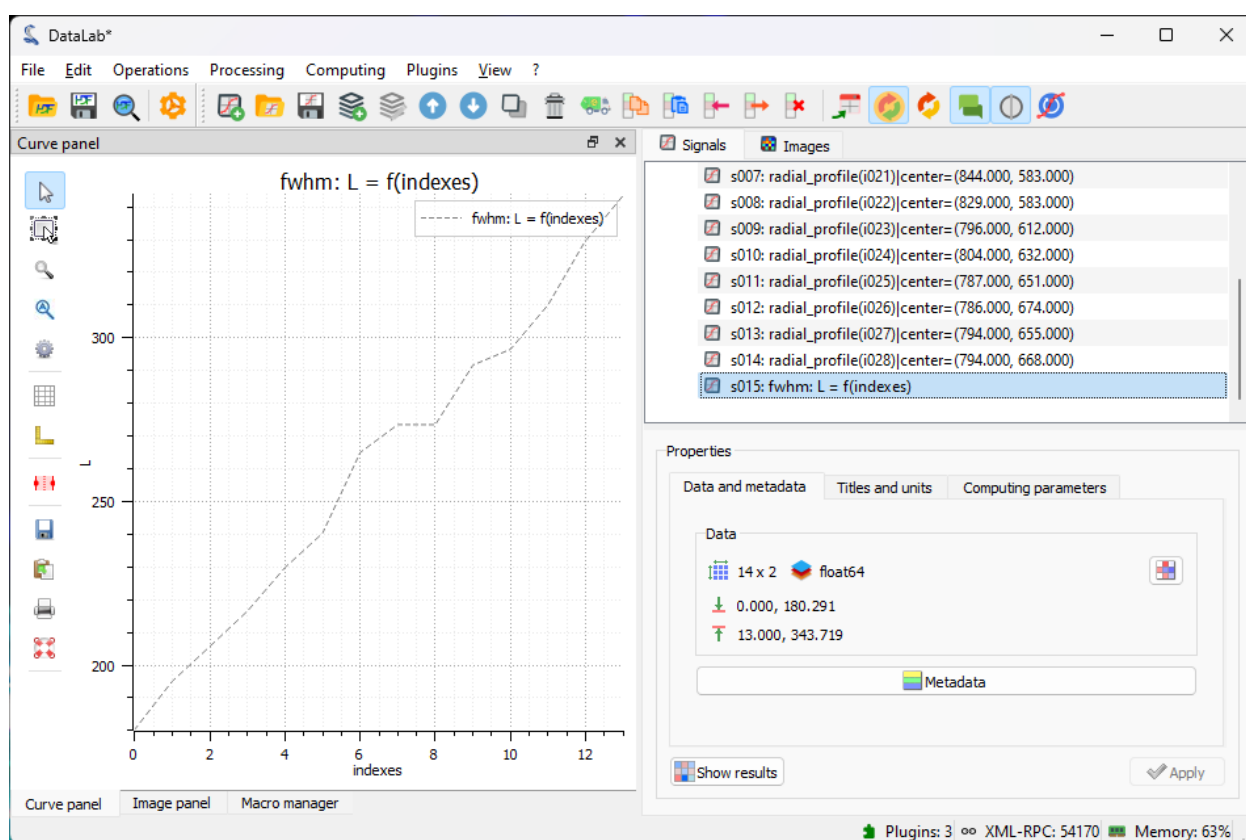 DataLab*
File Edit Operations Processing Computing Plugins View ?
Curve panel
fwhm: L = f(indexes)
fwhm: L = f(indexes)
300
250
200
L
0 2 4 6 8 10 12
indexes
Curve panel Image panel Macro manager
Signals Images
s007: radial_profile(i021)|center=(844.000, 583.000)
s008: radial_profile(i022)|center=(829.000, 583.000)
s009: radial_profile(i023)|center=(796.000, 612.000)
s010: radial_profile(i024)|center=(804.000, 632.000)
s011: radial_profile(i025)|center=(787.000, 651.000)
s012: radial_profile(i026)|center=(786.000, 674.000)
s013: radial_profile(i027)|center=(794.000, 655.000)
s014: radial_profile(i028)|center=(794.000, 668.000)
s015: fwhm: L = f(indexes)
Properties
Data and metadata Titles and units Computing parameters
Data
14 x 2 float64
0.000, 180.291
13.000, 343.719
Metadata
Show results Apply
Plugins: 3 XML-RPC: 54170 Memory: 63%